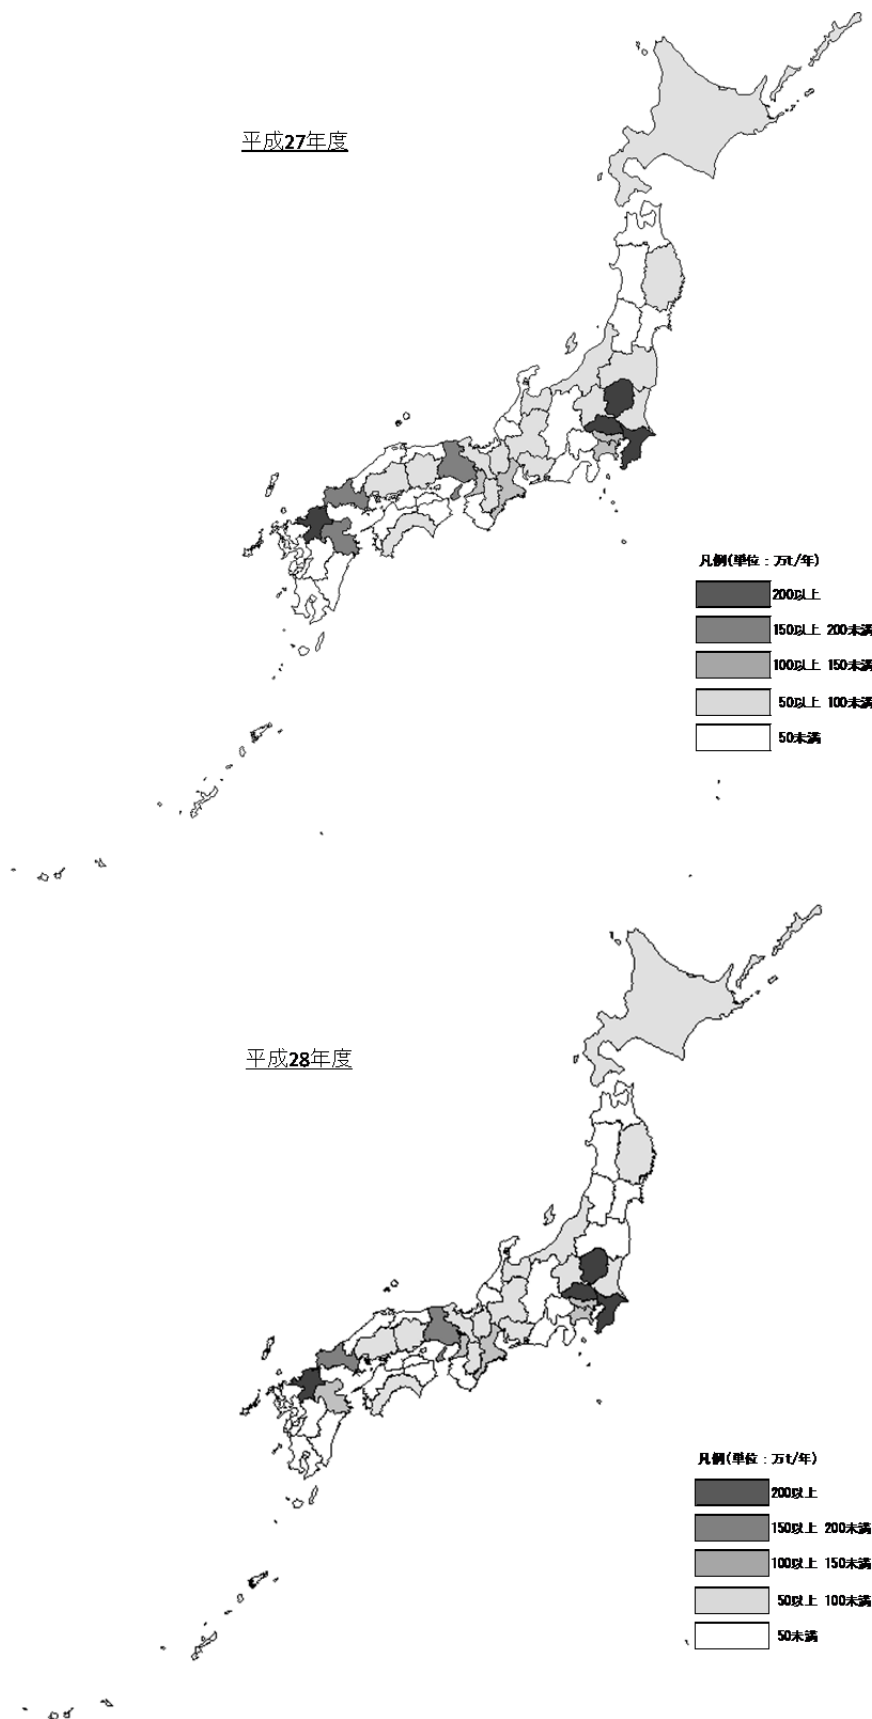 平成27年度
凡例(単位：万t/年)
200以上
150以上 200未満
100以上 150未満
50以上 100未満
50未満
平成28年度
凡例(単位：万t/年)
200以上
150以上 200未満
100以上 150未満
50以上 100未満
50未満